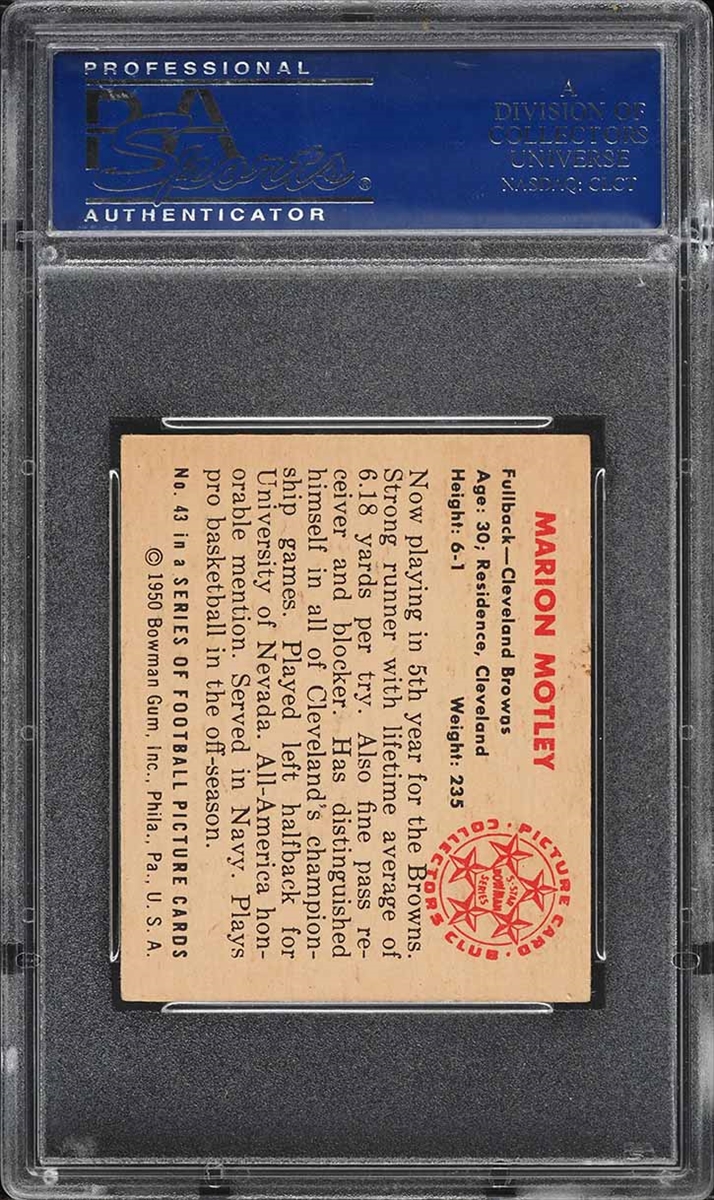 PROFESSIONAL
PSA
Sports®
AUTHENTICATOR
A
DIVISION OF
COLLECTORS
UNIVERSE
NASDAQ: CLCT
MARION MOTLEY
Fullback—Cleveland Browns
Age: 30; Residence, Cleveland
Height: 6-1 Weight: 235
PICTURE CARD
COLLECTORS CLUB
5-STAR
BOWMAN
SERIES
Now playing in 5th year for the Browns.
Strong runner with lifetime average of
6.18 yards per try. Also fine pass re-
ceiver and blocker. Has distinguished
himself in all of Cleveland's champion-
ship games. Played left halfback for
University of Nevada. All-America hon-
orable mention. Served in Navy. Plays
pro basketball in the off-season.
No. 43 in a SERIES OF FOOTBALL PICTURE CARDS
© 1950 Bowman Gum, Inc., Phila., Pa., U. S. A.